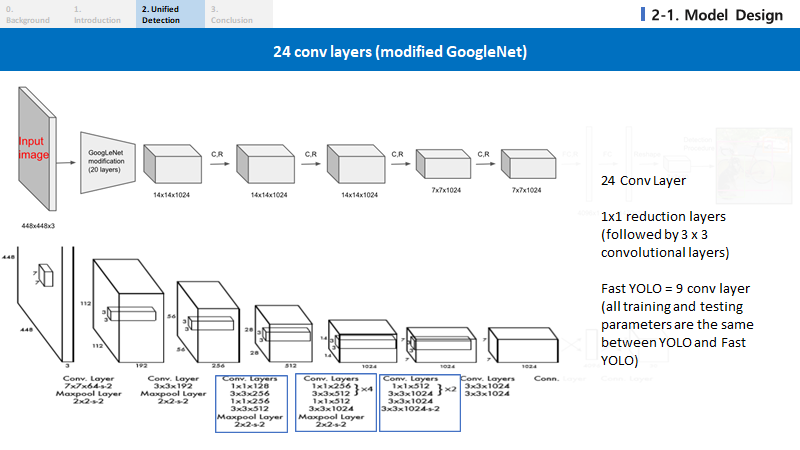 0.
Background
1.
Introduction
2. Unified
Detection
3.
Conclusion
2-1. Model Design
24 conv layers (modified GoogleNet)
Input
image
448x448x3
GoogLeNet
modification
(20 layers)
14x14x1024
C,R
14x14x1024
C,R
14x14x1024
C,R
7x7x1024
C,R
7x7x1024
24 Conv Layer
1x1 reduction layers
(followed by 3 x 3
convolutional layers)
Fast YOLO = 9 conv layer
(all training and testing
parameters are the same
between YOLO and Fast
YOLO)
448
448
7
7
3
112
112
3
3
192
56
56
3
3
256
28
28
3
3
512
14
14
3
3
1024
7
7
3
3
1024
7
7
1024
Conv. Layer
7x7x64-s-2
Maxpool Layer
2x2-s-2
Conv. Layer
3x3x192
Maxpool Layer
2x2-s-2
Conv. Layers
1x1x128
3x3x256
1x1x256
3x3x512
Maxpool Layer
2x2-s-2
Conv. Layers
1x1x256
3x3x512
}×4
1x1x512
3x3x1024
Maxpool Layer
2x2-s-2
Conv. Layers
1x1x512
3x3x1024
}×2
3x3x1024
3x3x1024-s-2
Conv. Layers
3x3x1024
3x3x1024
Conn.